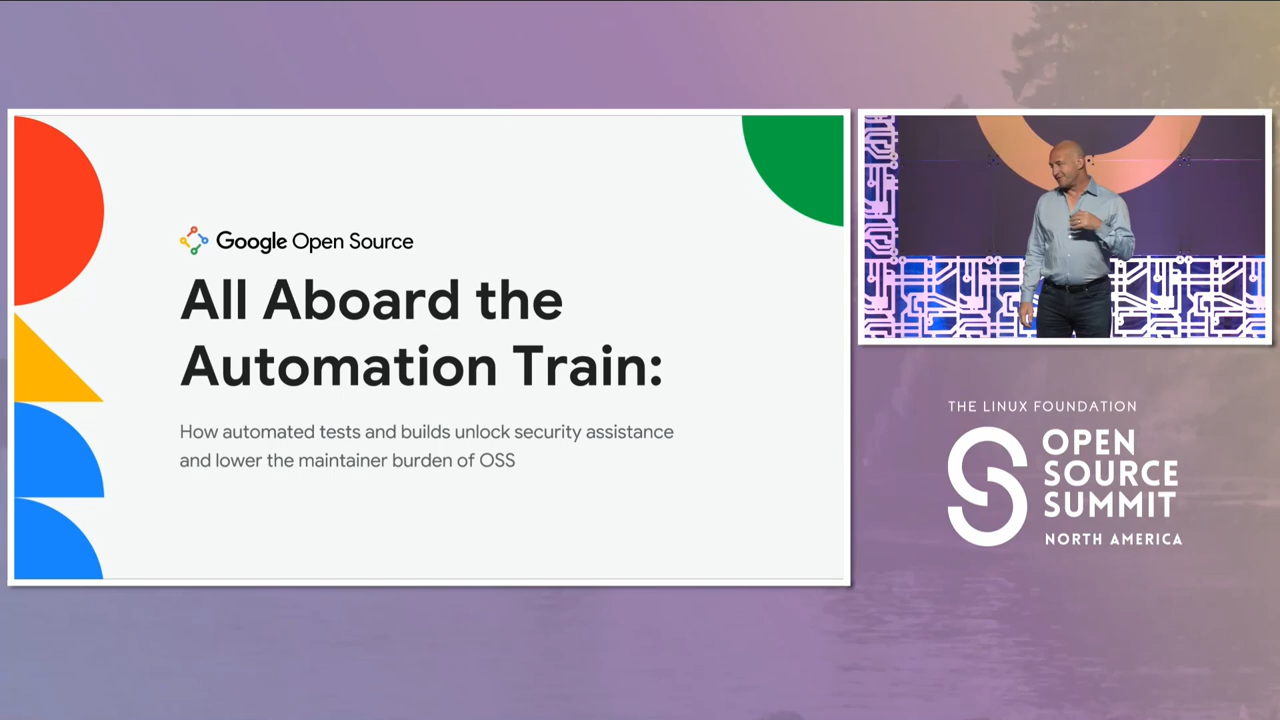 Google Open Source
All Aboard the
Automation Train:
How automated tests and builds unlock security assistance
and lower the maintainer burden of OSS
THE LINUX FOUNDATION
OPEN
SOURCE
SUMMIT
NORTH AMERICA